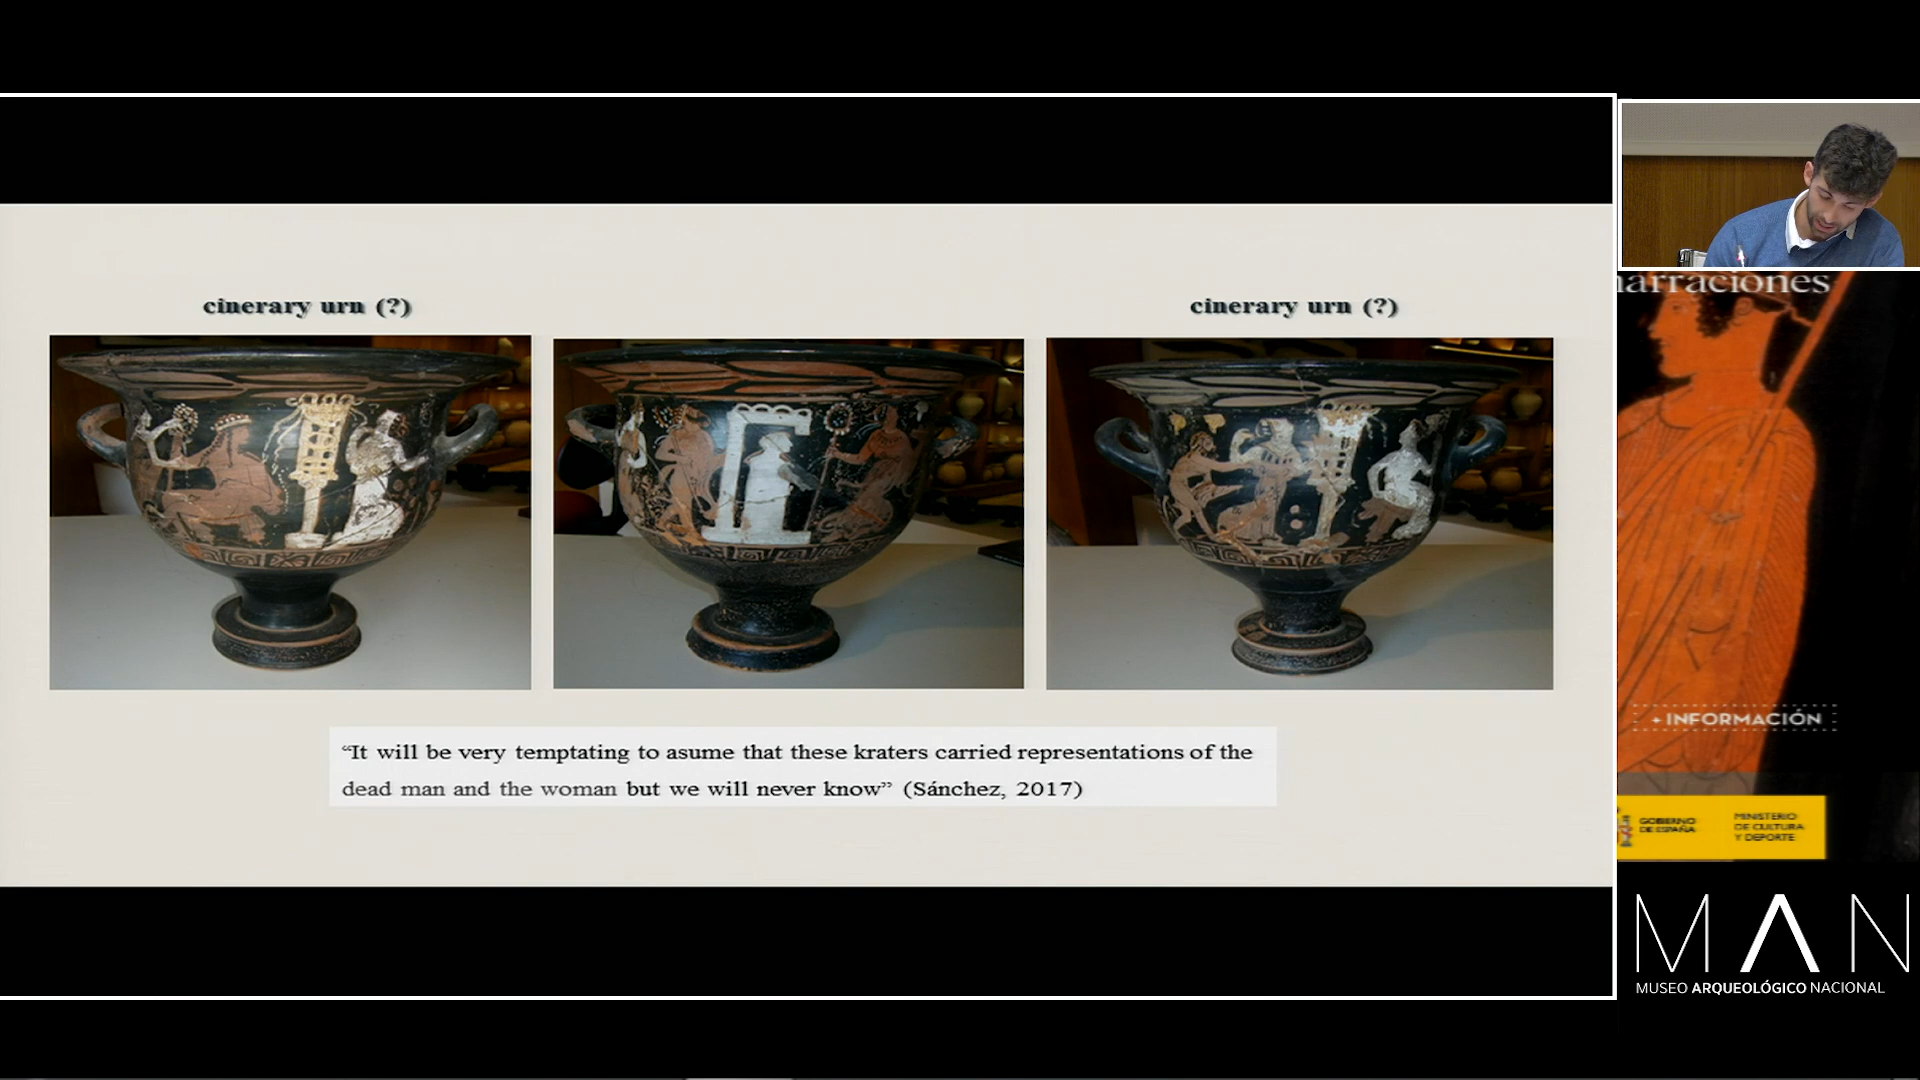 cinerary urn (?)
cinerary urn (?)
“It will be very temptating to asume that these kraters carried representations of the
dead man and the woman but we will never know” (Sánchez, 2017)
narraciones
+ INFORMACIÓN
GOBIERNO
DE ESPAÑA
MINISTERIO
DE CULTURA
Y DEPORTE
MAN
MUSEO ARQUEOLÓGICO NACIONAL